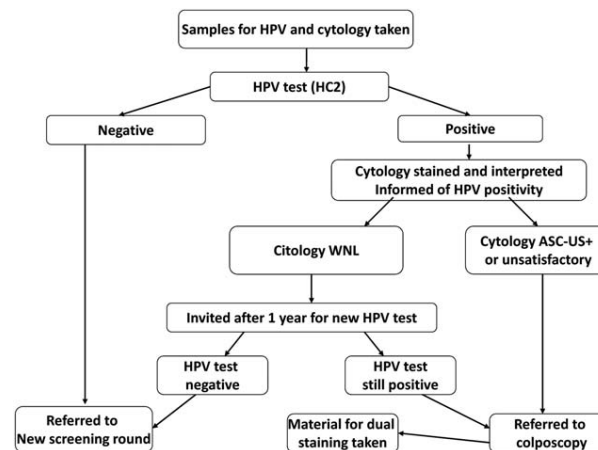 Samples for HPV and cytology taken
HPV test (HC2)
Negative
Positive
Cytology stained and interpreted
Informed of HPV positivity
Citology WNL
Cytology ASC-US+
or unsatisfactory
Invited after 1 year for new HPV test
HPV test
negative
HPV test
still positive
Referred to
New screening round
Material for dual
staining taken
Referred to
colposcopy